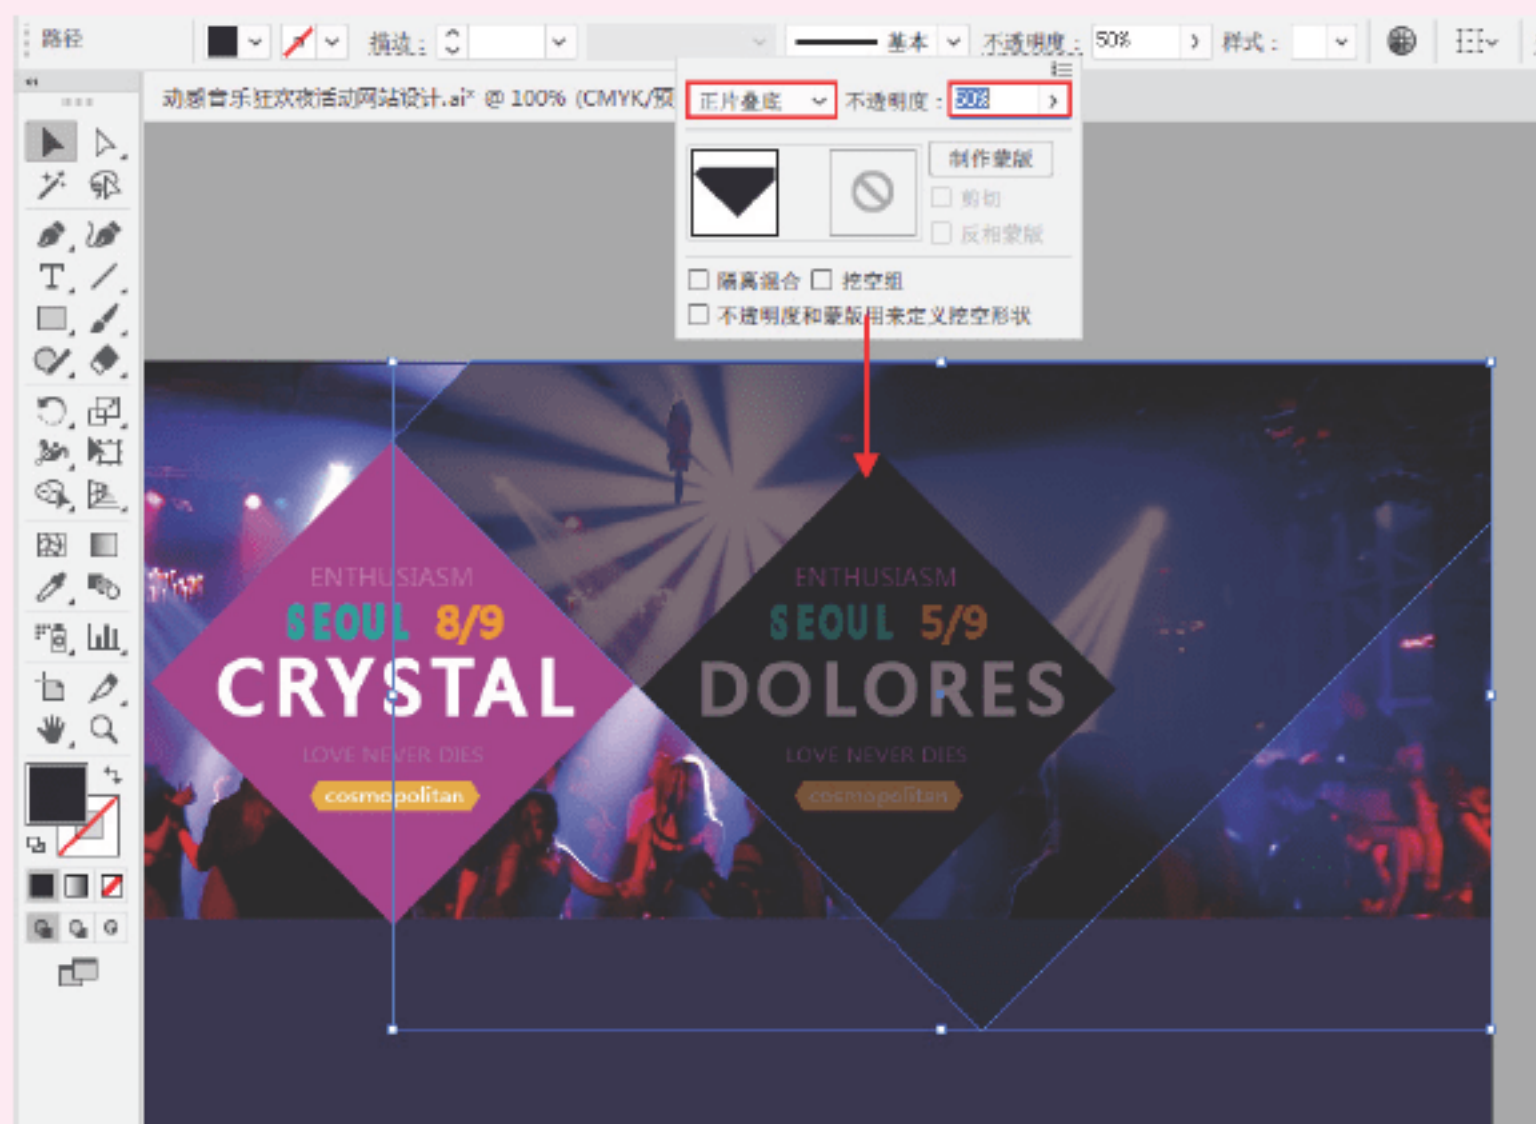 路径
描边：
基本
不透明度：
50%
样式：
动感音乐狂欢夜活动网站设计.ai* @ 100% (CMYK/预
正片叠底
不透明度：
50%
制作蒙版
剪切
反相蒙版
隔离混合
挖空组
不透明度和蒙版用来定义挖空形状
ENTHUSIASM
SEOUL 8/9
CRYSTAL
LOVE NEVER DIES
cosmopolitan
ENTHUSIASM
SEOUL 5/9
DOLORES
LOVE NEVER DIES
cosmopolitan